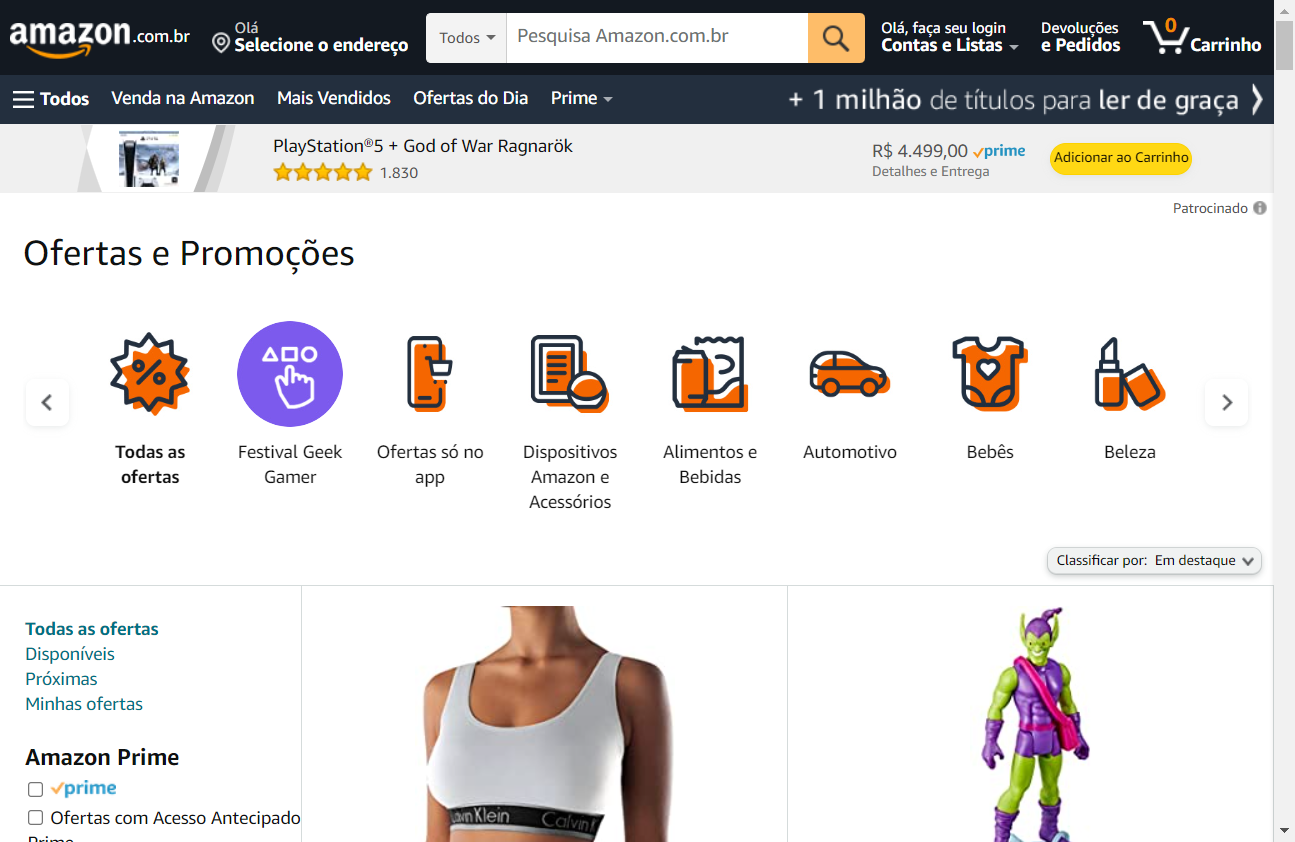 amazon.com.br
Olá
Selecione o endereço
Todos
Pesquisa Amazon.com.br
Olá, faça seu login
Contas e Listas
Devoluções
e Pedidos
0
Carrinho
Todos
Venda na Amazon
Mais Vendidos
Ofertas do Dia
Prime
+ 1 milhão de títulos para ler de graça
PlayStation®5 + God of War Ragnarök
1.830
R$ 4.499,00 prime
Detalhes e Entrega
Adicionar ao Carrinho
Patrocinado
Ofertas e Promoções
Todas as
ofertas
Festival Geek
Gamer
Ofertas só no
app
Dispositivos
Amazon e
Acessórios
Alimentos e
Bebidas
Automotivo
Bebês
Beleza
Classificar por: Em destaque
Todas as ofertas
Disponíveis
Próximas
Minhas ofertas
Amazon Prime
prime
Ofertas com Acesso Antecipado
Prime
Calvin Klein
Calvin